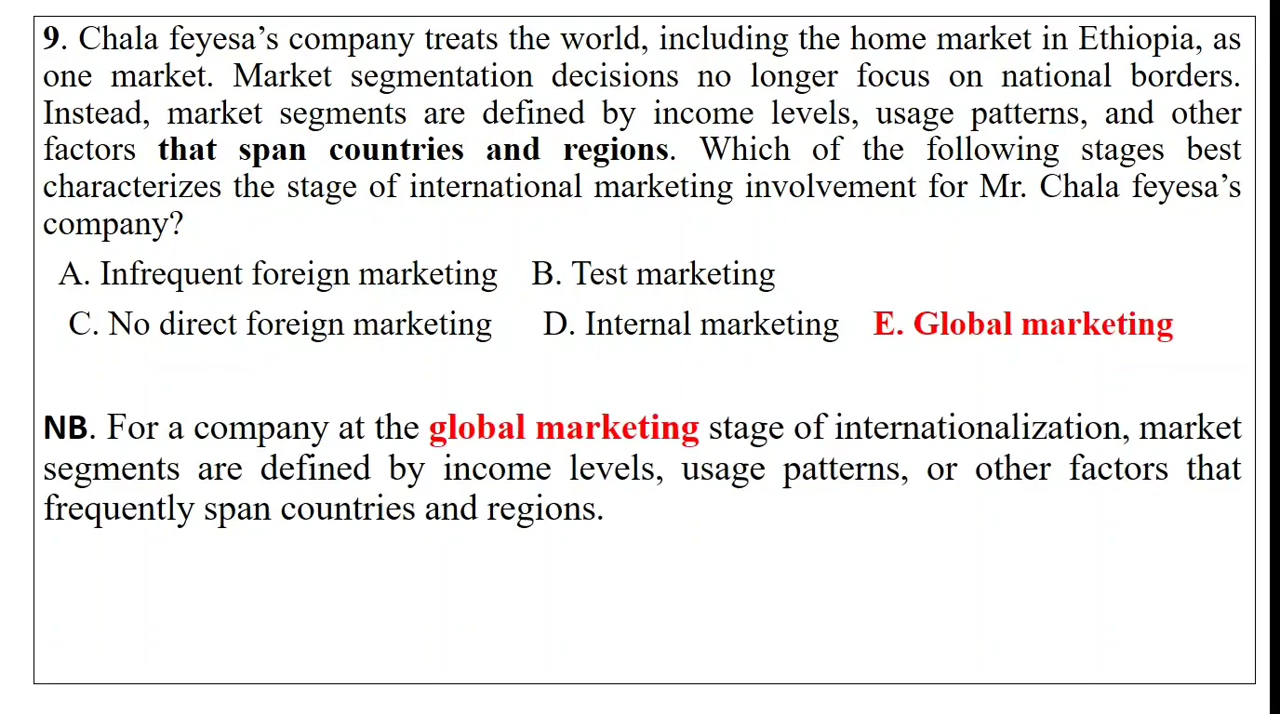 9. Chala feyesa’s company treats the world, including the home market in Ethiopia, as
one market. Market segmentation decisions no longer focus on national borders.
Instead, market segments are defined by income levels, usage patterns, and other
factors that span countries and regions. Which of the following stages best
characterizes the stage of international marketing involvement for Mr. Chala feyesa’s
company?
A. Infrequent foreign marketing B. Test marketing
C. No direct foreign marketing D. Internal marketing E. Global marketing
NB. For a company at the global marketing stage of internationalization, market
segments are defined by income levels, usage patterns, or other factors that
frequently span countries and regions.